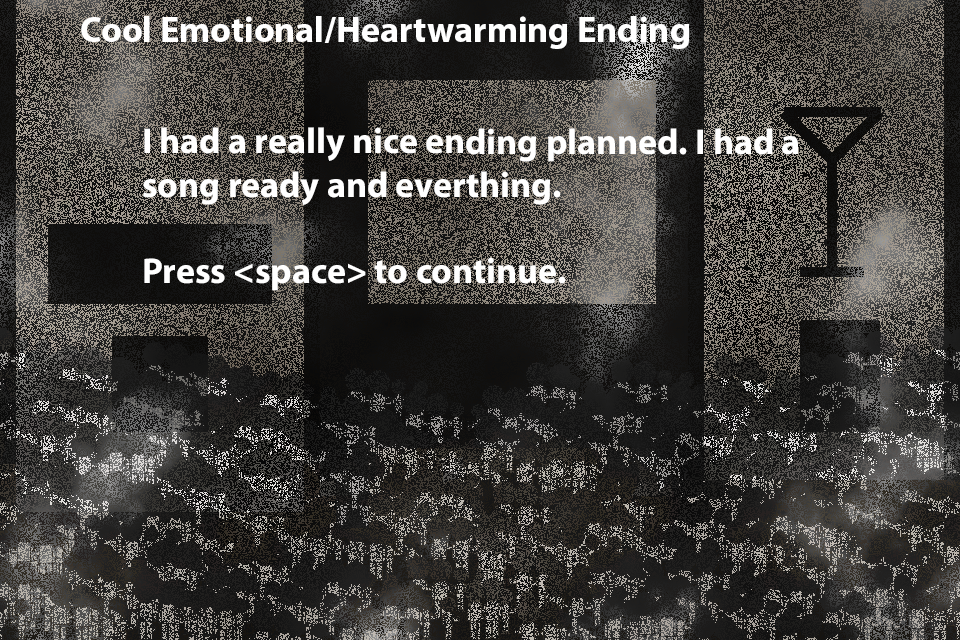 Cool Emotional/Heartwarming Ending
I had a really nice ending planned. I had a
song ready and everthing.
Press <space> to continue.